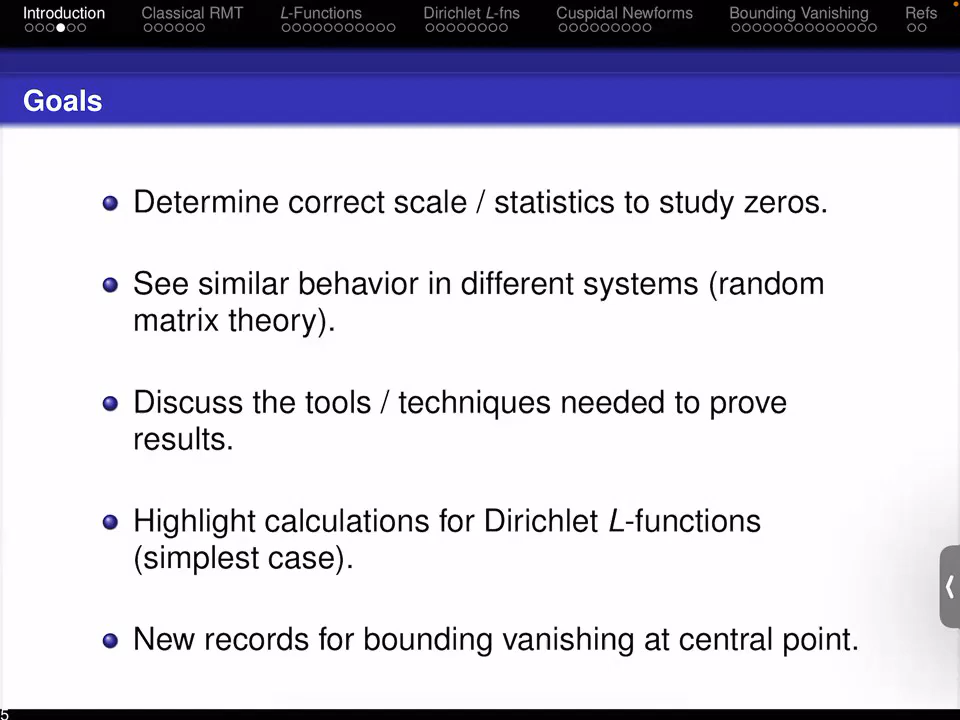 Introduction Classical RMT L-Functions Dirichlet L-fns Cuspidal Newforms Bounding Vanishing Refs
Goals
Determine correct scale / statistics to study zeros.
See similar behavior in different systems (random
matrix theory).
Discuss the tools / techniques needed to prove
results.
Highlight calculations for Dirichlet L-functions
(simplest case).
New records for bounding vanishing at central point.
5